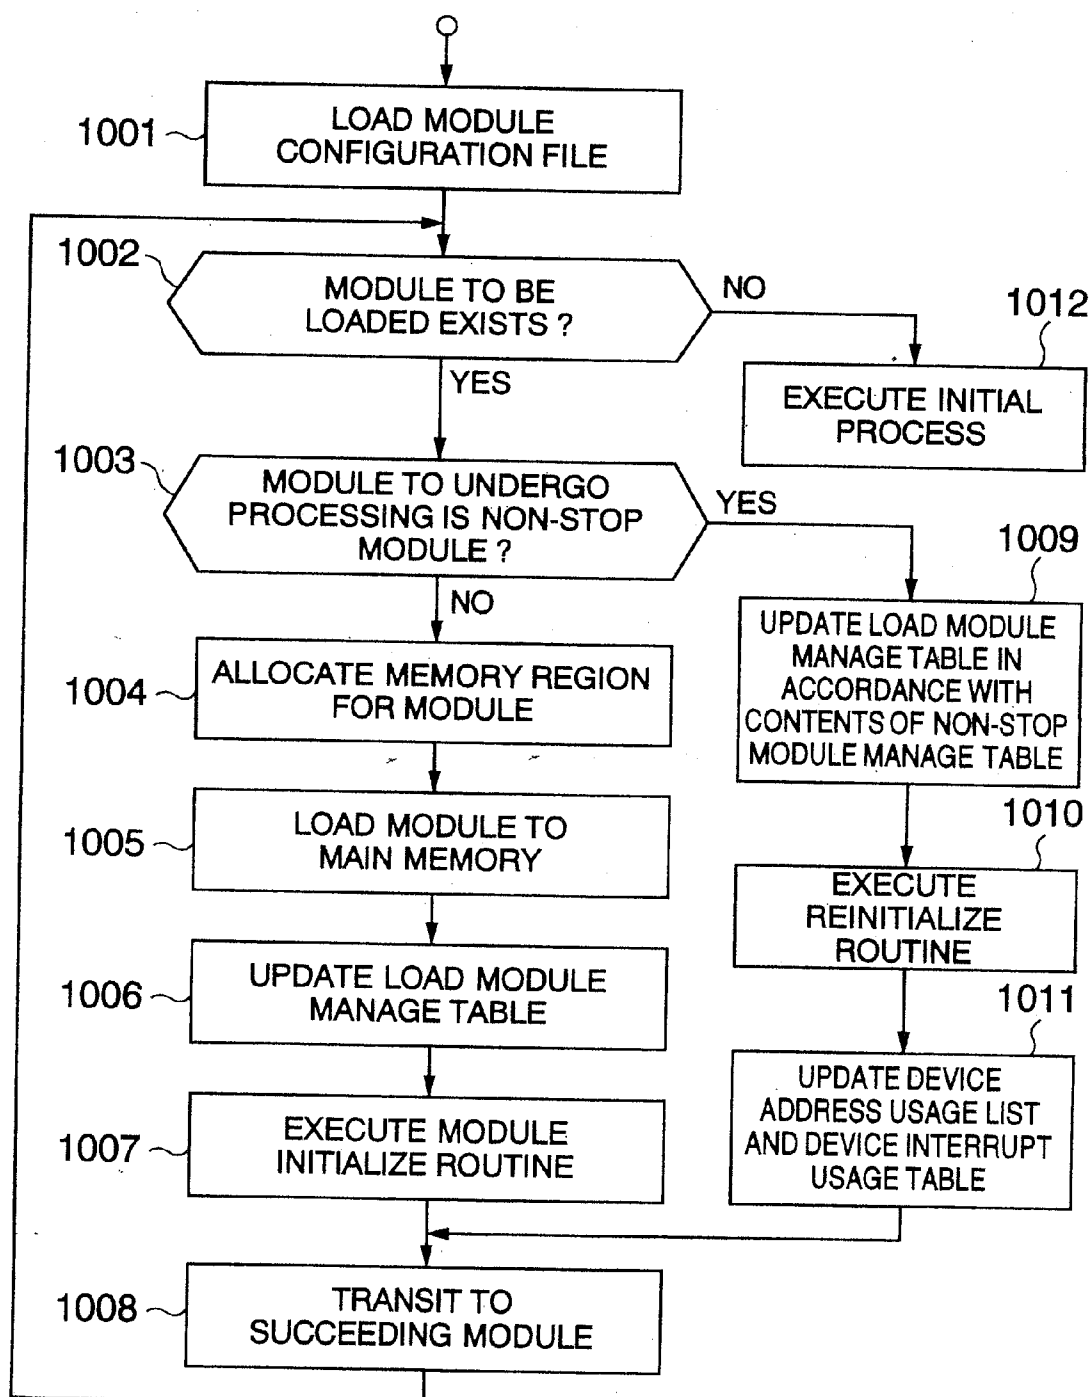 1001
LOAD MODULE
CONFIGURATION FILE
1002
MODULE TO BE
LOADED EXISTS ?
NO
1012
EXECUTE INITIAL
PROCESS
YES
1003
MODULE TO UNDERGO
PROCESSING IS NON-STOP
MODULE ?
YES
1009
UPDATE LOAD MODULE
MANAGE TABLE IN
ACCORDANCE WITH
CONTENTS OF NON-STOP
MODULE MANAGE TABLE
NO
1004
ALLOCATE MEMORY REGION
FOR MODULE
1005
LOAD MODULE TO
MAIN MEMORY
1010
EXECUTE
REINITIALIZE
ROUTINE
1006
UPDATE LOAD MODULE
MANAGE TABLE
1011
UPDATE DEVICE
ADDRESS USAGE LIST
AND DEVICE INTERRUPT
USAGE TABLE
1007
EXECUTE MODULE
INITIALIZE ROUTINE
1008
TRANSIT TO
SUCCEEDING MODULE